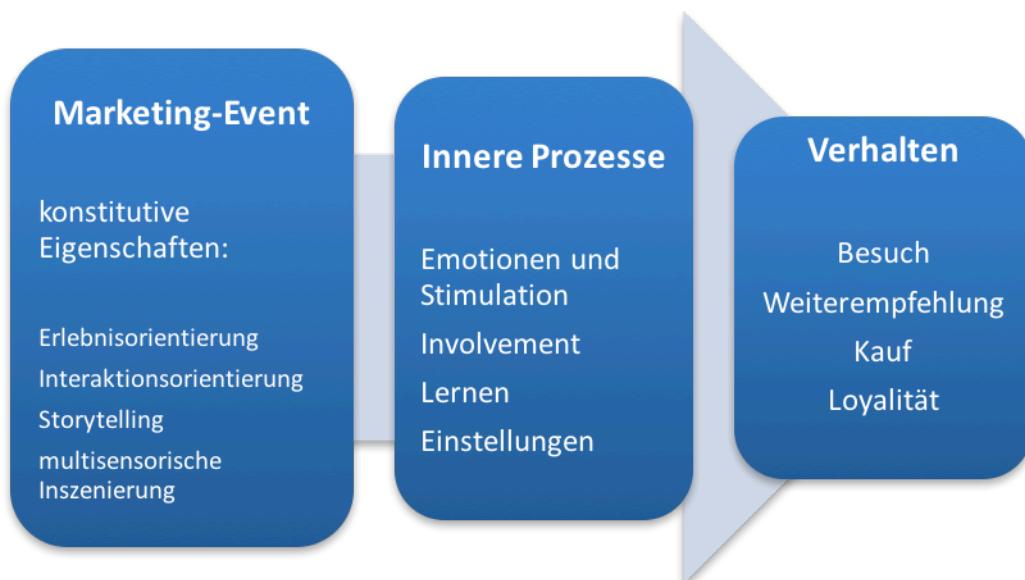 Marketing-Event
konstitutive
Eigenschaften:
Erlebnisorientierung
Interaktionsorientierung
Storytelling
multisensorische
Inszenierung
Innere Prozesse
Emotionen und
Stimulation
Involvement
Lernen
Einstellungen
Verhalten
Besuch
Weiterempfehlung
Kauf
Loyalität